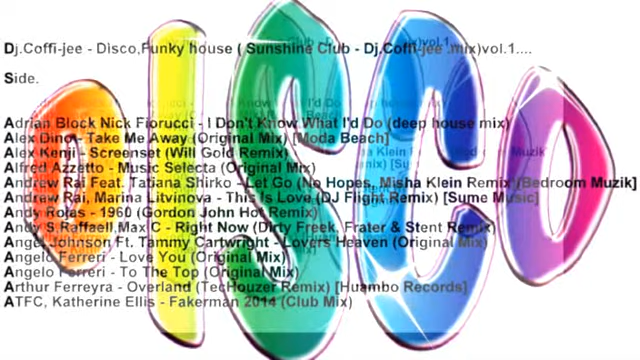 DISCO
Dj.Coffi-jee - Disco,Funky house ( Sunshine Club - Dj.Coffi-jee .mix)vol.1....
Side.
Adrian Block Nick Fiorucci - I Don't Know What I'd Do (deep house mix)
Alex Dino - Take Me Away (Original Mix) [Moda Beach]
Alex Kenji - Screenset (Will Gold Remix)
Alfred Azzetto - Music Selecta (Original Mix)
Andrew Rai Feat. Tatiana Shirko - Let Go (No Hopes, Misha Klein Remix [Bedroom Muzik]
Andrew Rai, Marina Litvinova - This Is Love (DJ Flight Remix) [Sume Music]
Andy Rojas - 1960 (Gordon John Hot Remix)
Andy S,Raffaell,Max C - Right Now (Dirty Freek, Frater & Stent Remix)
Angel Johnson Ft. Tammy Cartwright - Lovers Heaven (Original Mix)
Angelo Ferreri - Love You (Original Mix)
Angelo Ferreri - To The Top (Original Mix)
Arthur Ferreyra - Overland (TecHouzer Remix) [Huambo Records]
ATFC, Katherine Ellis - Fakerman 2014 (Club Mix)